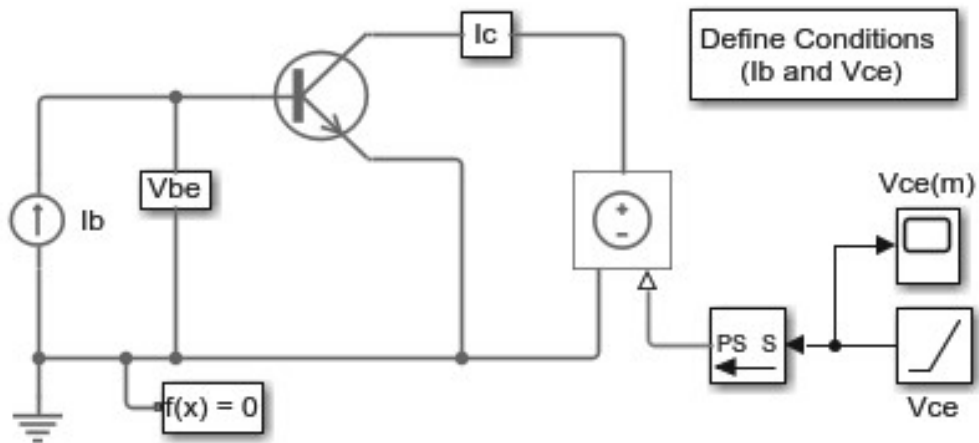 Ic
Define Conditions
(Ib and Vce)
Vbe
Ib
Vce(m)
+
-
PS S
f(x) = 0
Vce